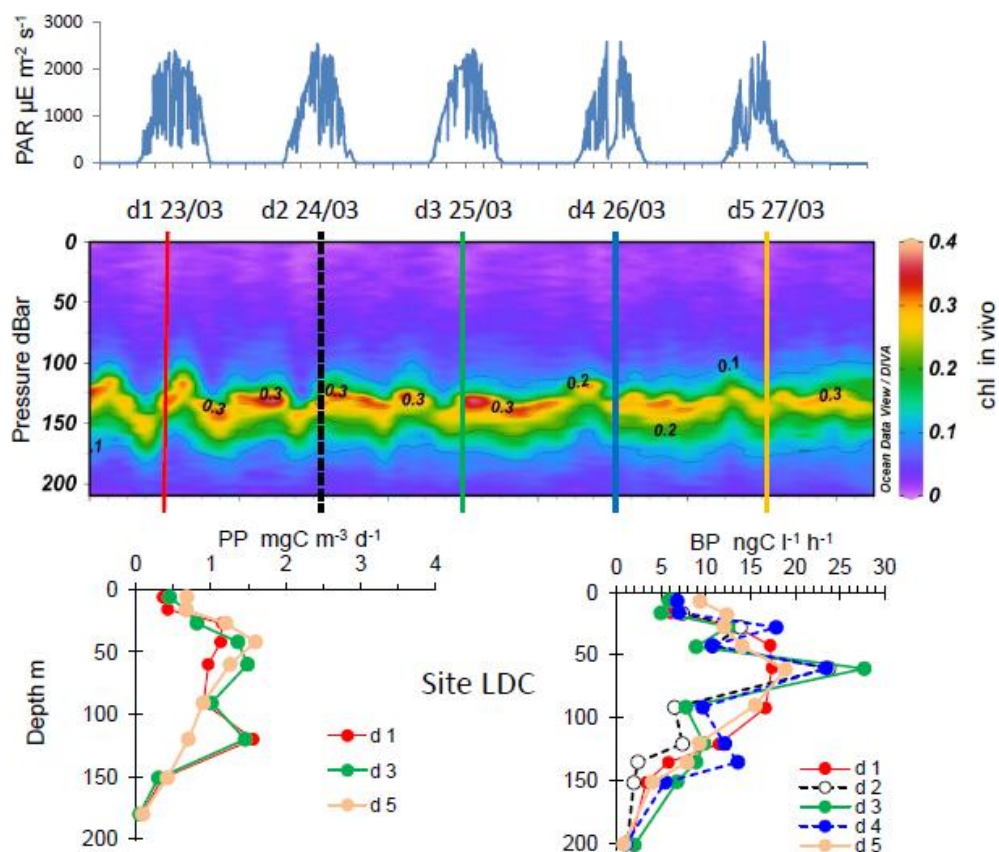 PAR µE m-2 s-1
3000
2000
1000
0
d1 23/03
d2 24/03
d3 25/03
d4 26/03
d5 27/03
Pressure dBar
0
50
100
150
200
0.3
0.3
0.3
0.3
0.3
0.2
0.2
0.1
0.3
.1
Ocean Data View / DIVA
0.4
0.3
0.2
0.1
0
chl in vivo
PP mgC m-3 d-1
0 1 2 3 4
Depth m
0
50
100
150
200
d 1
d 3
d 5
Site LDC
BP ngC l-1 h-1
0 5 10 15 20 25 30
0
50
100
150
200
d 1
d 2
d 3
d 4
d 5